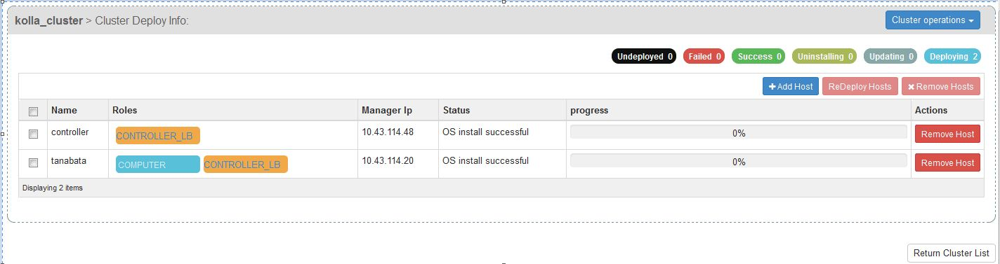 kolla_cluster > Cluster Deploy Info:
Cluster operations
Undeployed 0 Failed 0 Success 0 Uninstalling 0 Updating 0 Deploying 2
Add Host ReDeploy Hosts Remove Hosts
Name Roles Manager Ip Status progress Actions
controller CONTROLLER_LB 10.43.114.48 OS install successful 0% Remove Host
tanabata COMPUTER CONTROLLER_LB 10.43.114.20 OS install successful 0% Remove Host
Displaying 2 items
Return Cluster List